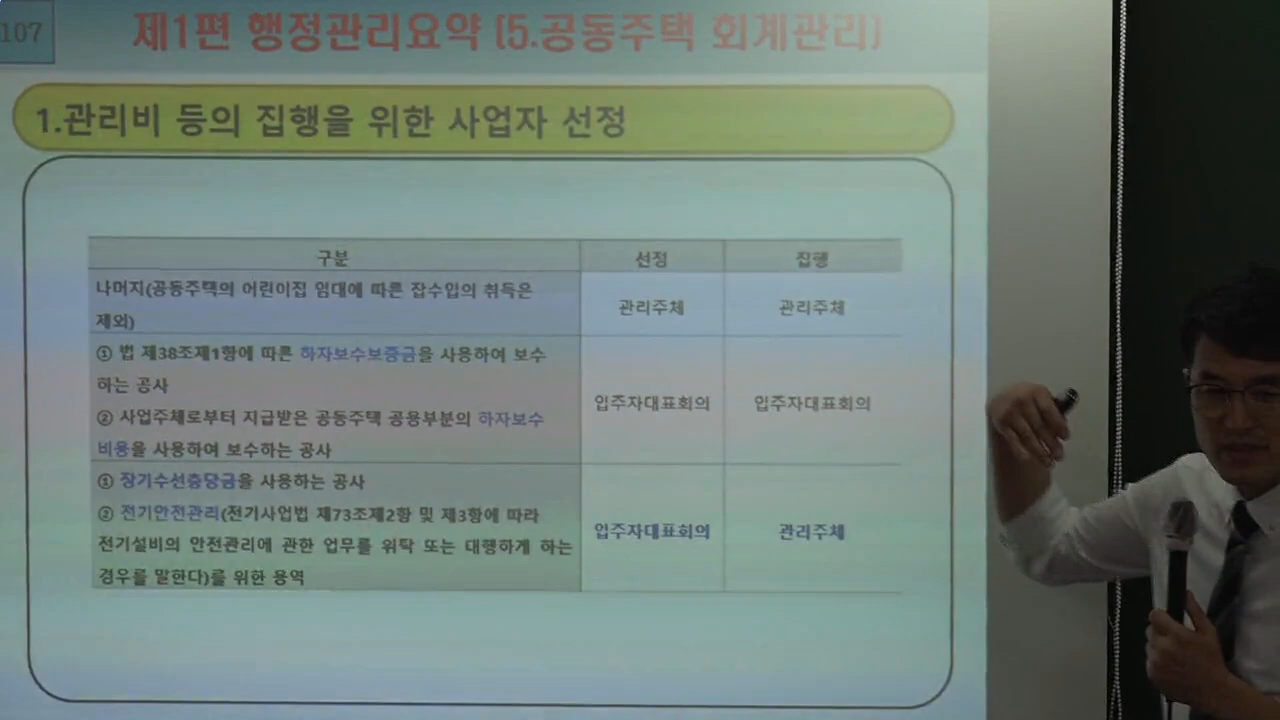 107
제1편 행정관리요약 (5.공동주택 회계관리)
1.관리비 등의 집행을 위한 사업자 선정
구분 선정 집행
나머지(공동주택의 어린이집 임대에 따른 잡수입의 취득은
제외)
관리주체 관리주체
① 법 제38조제1항에 따른 하자보수보증금을 사용하여 보수
하는 공사
② 사업주체로부터 지급받은 공동주택 공용부분의 하자보수
비용을 사용하여 보수하는 공사
입주자대표회의 입주자대표회의
① 장기수선충당금을 사용하는 공사
② 전기안전관리(전기사업법 제73조제2항 및 제3항에 따라
전기설비의 안전관리에 관한 업무를 위탁 또는 대행하게 하는
경우를 말한다)를 위한 용역
입주자대표회의 관리주체